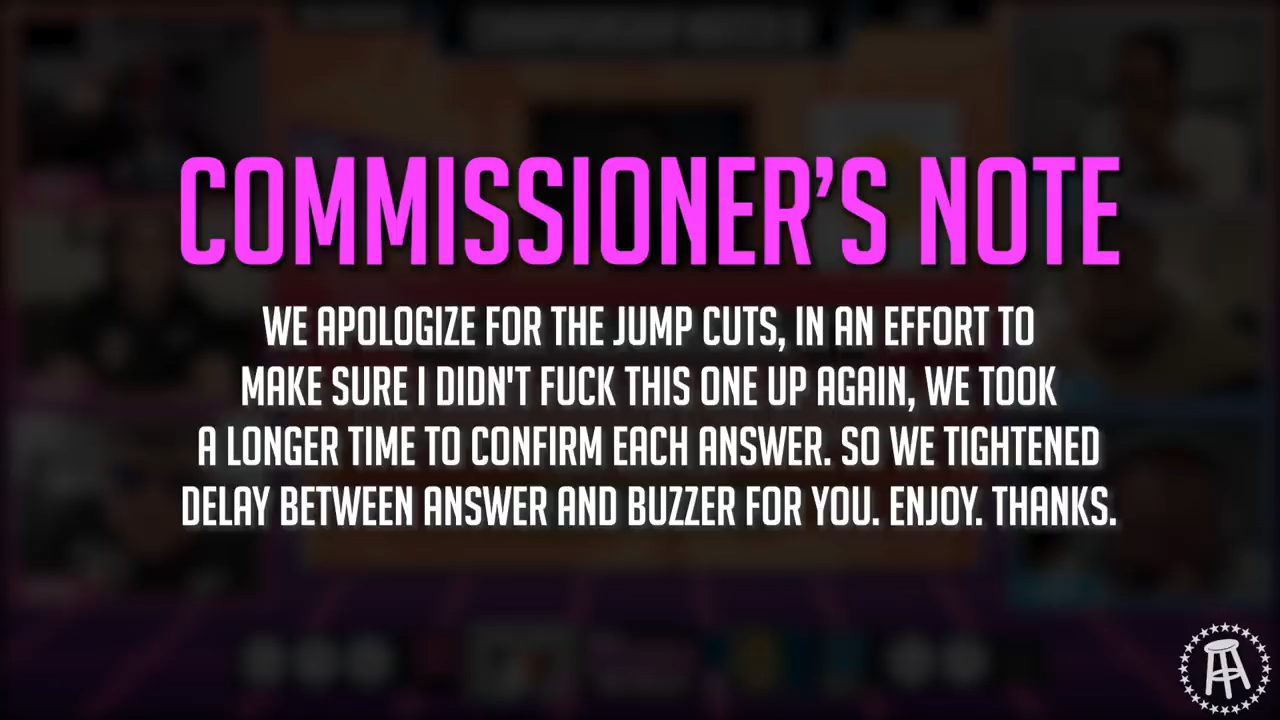 COMMISSIONER'S NOTE
WE APOLOGIZE FOR THE JUMP CUTS, IN AN EFFORT TO
MAKE SURE I DIDN'T FUCK THIS ONE UP AGAIN, WE TOOK
A LONGER TIME TO CONFIRM EACH ANSWER. SO WE TIGHTENED
DELAY BETWEEN ANSWER AND BUZZER FOR YOU. ENJOY. THANKS.